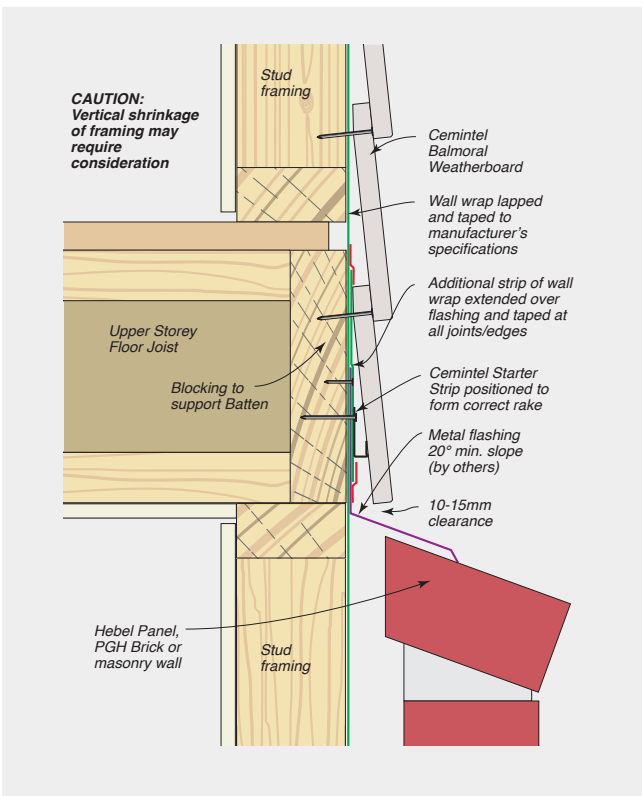 Stud
framing
CAUTION:
Vertical shrinkage
of framing may
require
consideration
Cemintel
Balmoral
Weatherboard
Wall wrap lapped
and taped to
manufacturer's
specifications
Additional strip of wall
wrap extended over
flashing and taped at
all joints/edges
Upper Storey
Floor Joist
Blocking to
support Batten
Cemintel Starter
Strip positioned to
form correct rake
Metal flashing
20° min. slope
(by others)
10-15mm
clearance
Hebel Panel,
PGH Brick or
masonry wall
Stud
framing